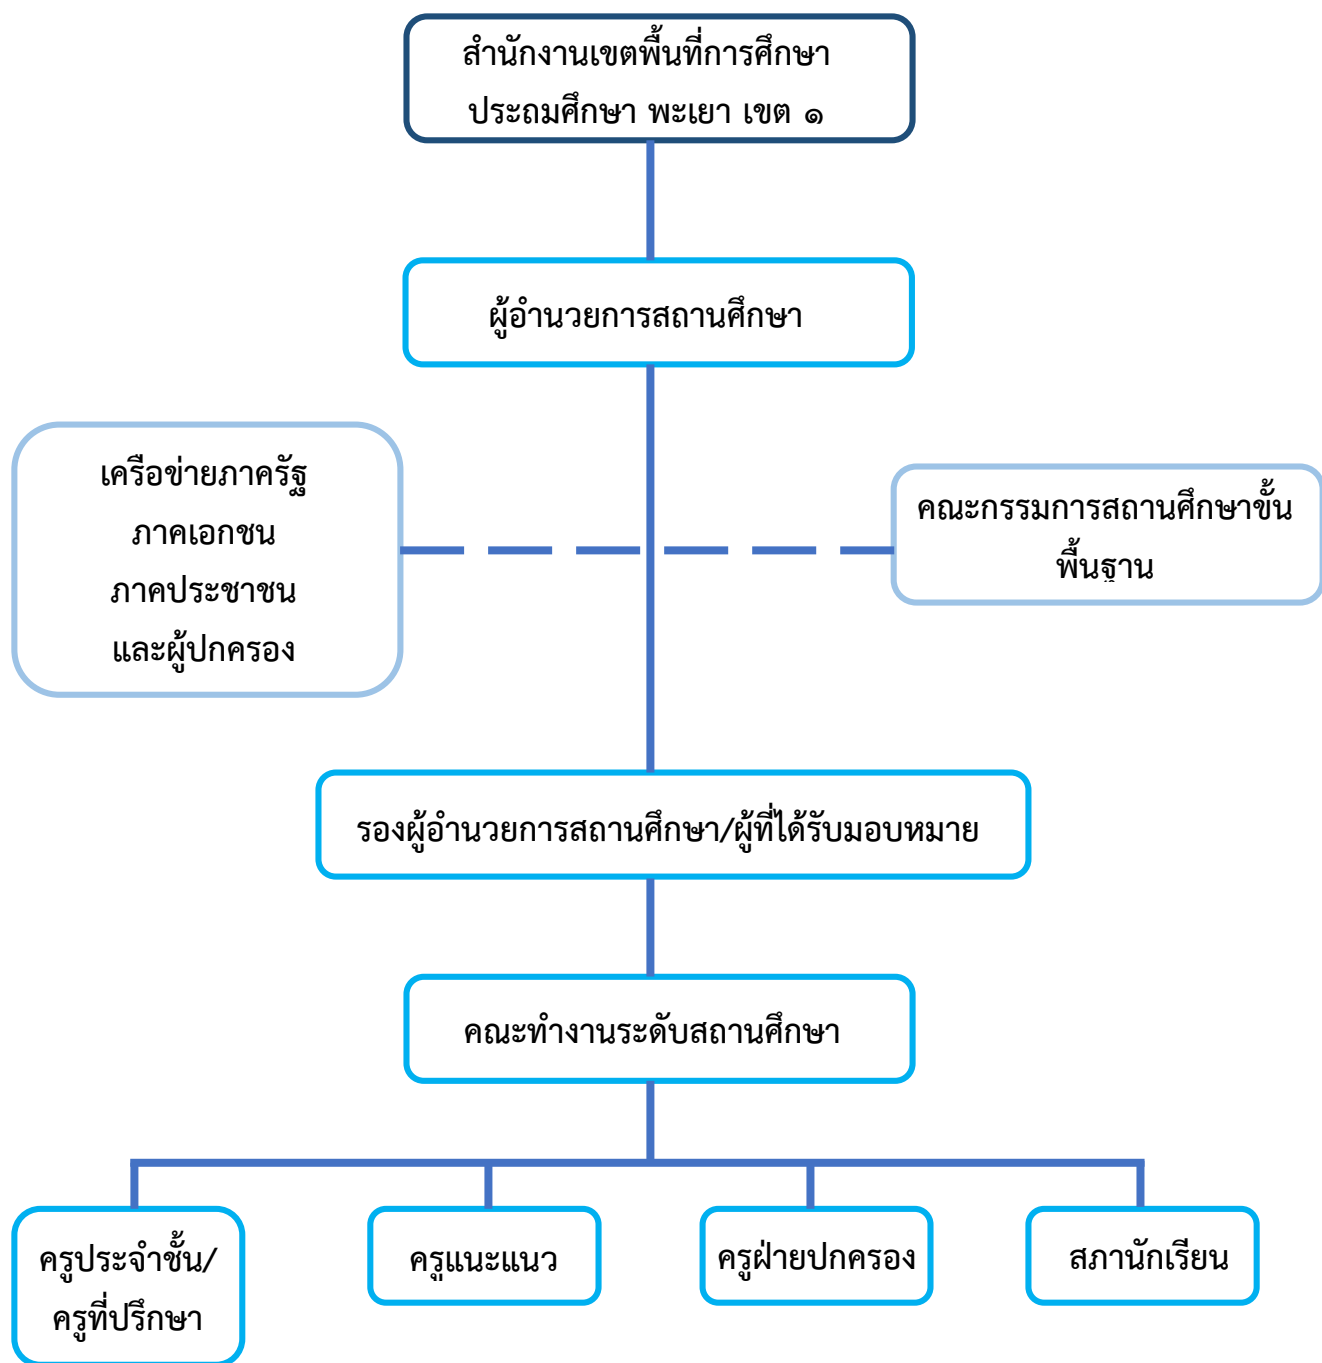 สำนักงานเขตพื้นที่การศึกษา
ประถมศึกษา พะเยา เขต ๑
ผู้อำนวยการสถานศึกษา
เครือข่ายภาครัฐ
ภาคเอกชน
ภาคประชาชน
และผู้ปกครอง
คณะกรรมการสถานศึกษาขั้น
พื้นฐาน
รองผู้อำนวยการสถานศึกษา/ผู้ที่ได้รับมอบหมาย
คณะทำงานระดับสถานศึกษา
ครูประจำชั้น/
ครูที่ปรึกษา
ครูแนะแนว
ครูฝ่ายปกครอง
สภานักเรียน